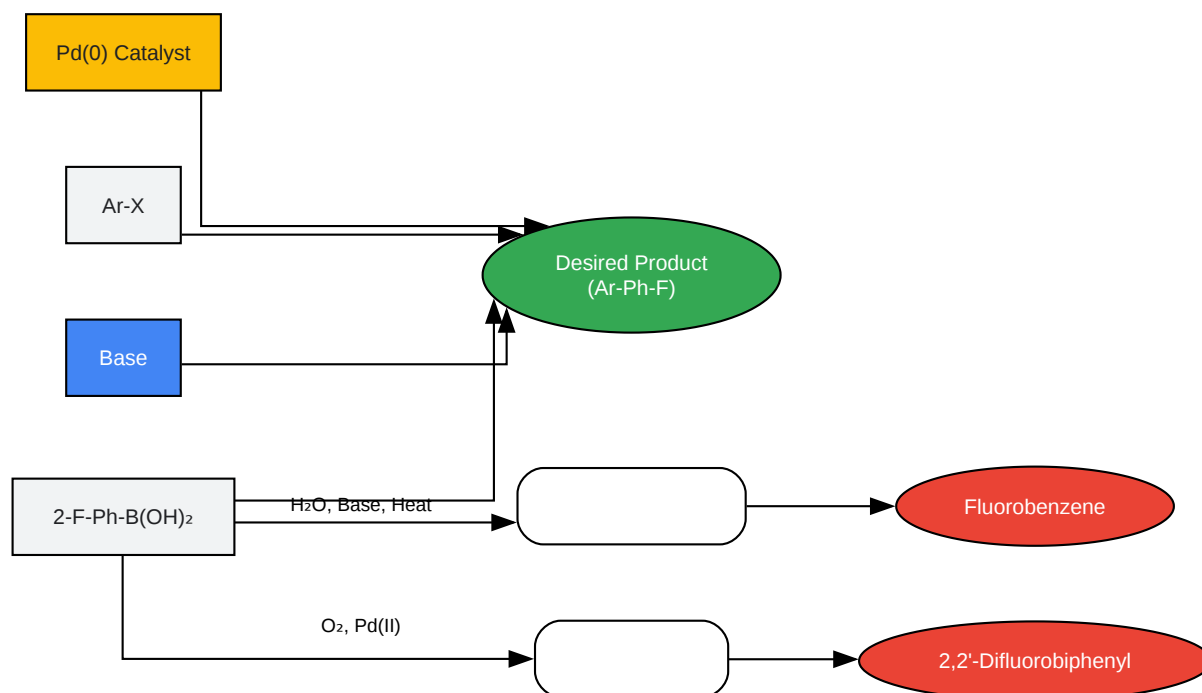 Pd(0) Catalyst
Ar-X
Desired Product
(Ar-Ph-F)
Base
2-F-Ph-B(OH)₂
H₂O, Base, Heat
Fluorobenzene
O₂, Pd(II)
2,2'-Difluorobiphenyl